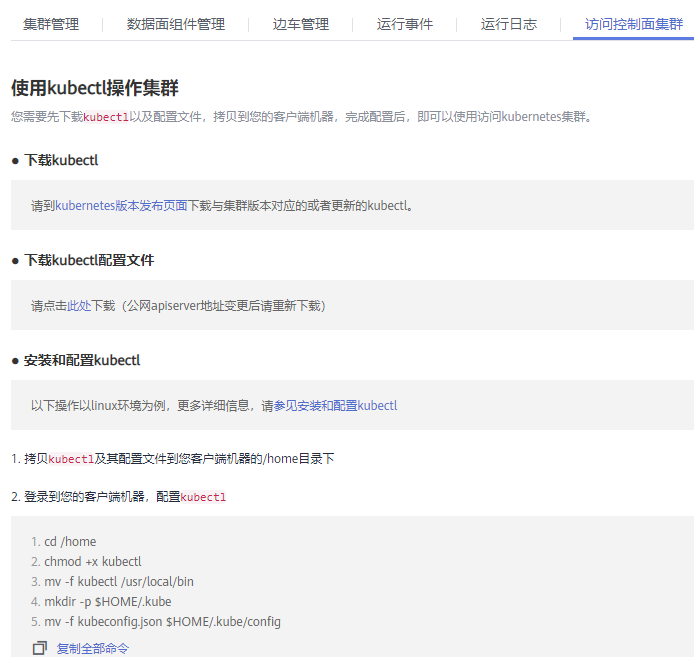 集群管理 数据面组件管理 边车管理 运行事件 运行日志 访问控制面集群
使用kubectl操作集群
您需要先下载kubectl以及配置文件，拷贝到您的客户端机器，完成配置后，即可以使用访问kubernetes集群。
● 下载kubectl
请到kubernetes版本发布页面下载与集群版本对应的或者更新的kubectl。
● 下载kubectl配置文件
请点击此处下载（公网apiserver地址变更后请重新下载）
● 安装和配置kubectl
以下操作以linux环境为例，更多详细信息，请参见安装和配置kubectl
1. 拷贝kubectl及其配置文件到您客户端机器的/home目录下
2. 登录到您的客户端机器，配置kubectl
1. cd /home
2. chmod +x kubectl
3. mv -f kubectl /usr/local/bin
4. mkdir -p $HOME/.kube
5. mv -f kubeconfig.json $HOME/.kube/config
复制全部命令